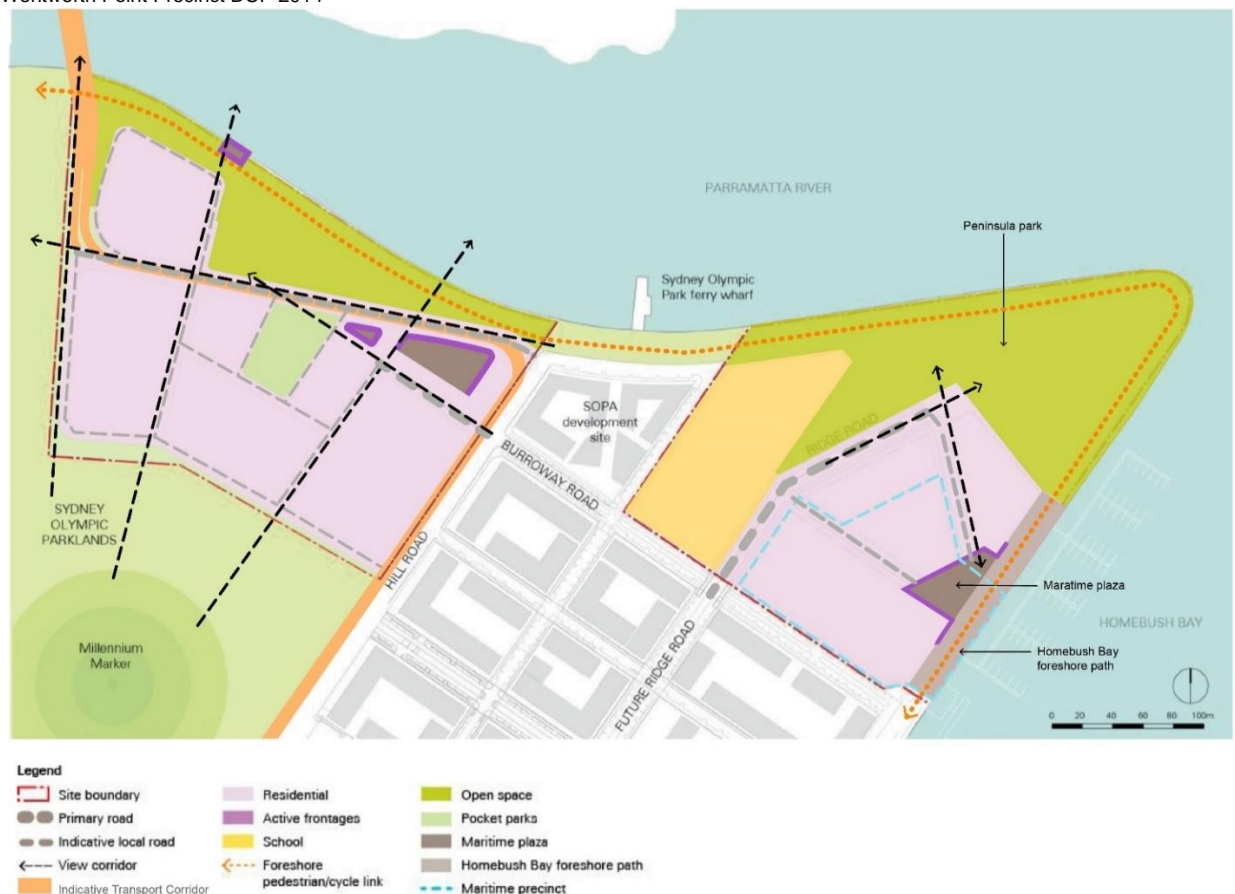 Wentworth Point Precinct DCP 2014
PARRAMATTA RIVER
Peninsula park
Sydney Olympic
Park ferry wharf
SOPA
development
site
RIDGE ROAD
BURROWAY ROAD
SYDNEY
OLYMPIC
PARKLANDS
HILL ROAD
Maratime plaza
HOMEBUSH BAY
Millennium
Marker
FUTURE RIDGE ROAD
Homebush Bay
foreshore path
0 20 40 60 80 100m
Legend
Site boundary
Primary road
Indicative local road
View corridor
Indicative Transport Corridor
Residential
Active frontages
School
Foreshore
pedestrian/cycle link
Open space
Pocket parks
Maritime plaza
Homebush Bay foreshore path
Maritime precinct